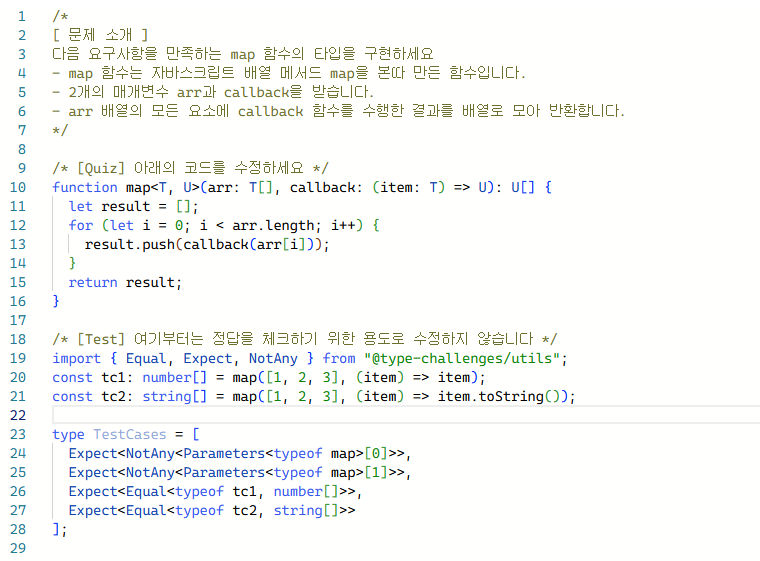 1 /*
2 [ 문제 소개 ]
3 다음 요구사항을 만족하는 map 함수의 타입을 구현하세요
4 - map 함수는 자바스크립트 배열 메서드 map을 본따 만든 함수입니다.
5 - 2개의 매개변수 arr과 callback을 받습니다.
6 - arr 배열의 모든 요소에 callback 함수를 수행한 결과를 배열로 모아 반환합니다.
7 */
8
9 /* [Quiz] 아래의 코드를 수정하세요 */
10 function map<T, U>(arr: T[], callback: (item: T) => U): U[] {
11 let result = [];
12 for (let i = 0; i < arr.length; i++) {
13 result.push(callback(arr[i]));
14 }
15 return result;
16 }
17
18 /* [Test] 여기부터는 정답을 체크하기 위한 용도로 수정하지 않습니다 */
19 import { Equal, Expect, NotAny } from "@type-challenges/utils";
20 const tc1: number[] = map([1, 2, 3], (item) => item);
21 const tc2: string[] = map([1, 2, 3], (item) => item.toString());
22
23 type TestCases = [
24 Expect<NotAny<Parameters<typeof map>[0]>>,
25 Expect<NotAny<Parameters<typeof map>[1]>>,
26 Expect<Equal<typeof tc1, number[]>>,
27 Expect<Equal<typeof tc2, string[]>>
28 ];
29